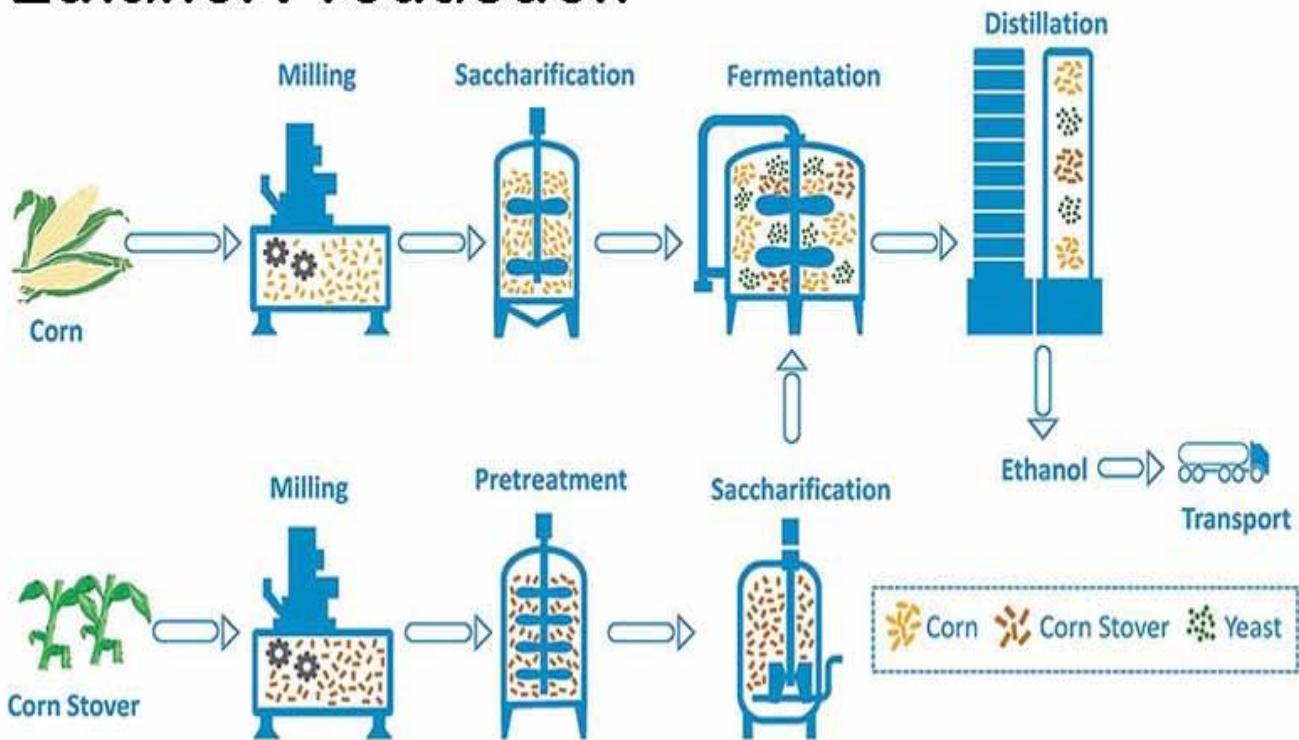 Distillation
Milling
Saccharification
Fermentation
Corn
Ethanol
Transport
Milling
Pretreatment
Saccharification
Corn Stover
Corn
Corn Stover
Yeast